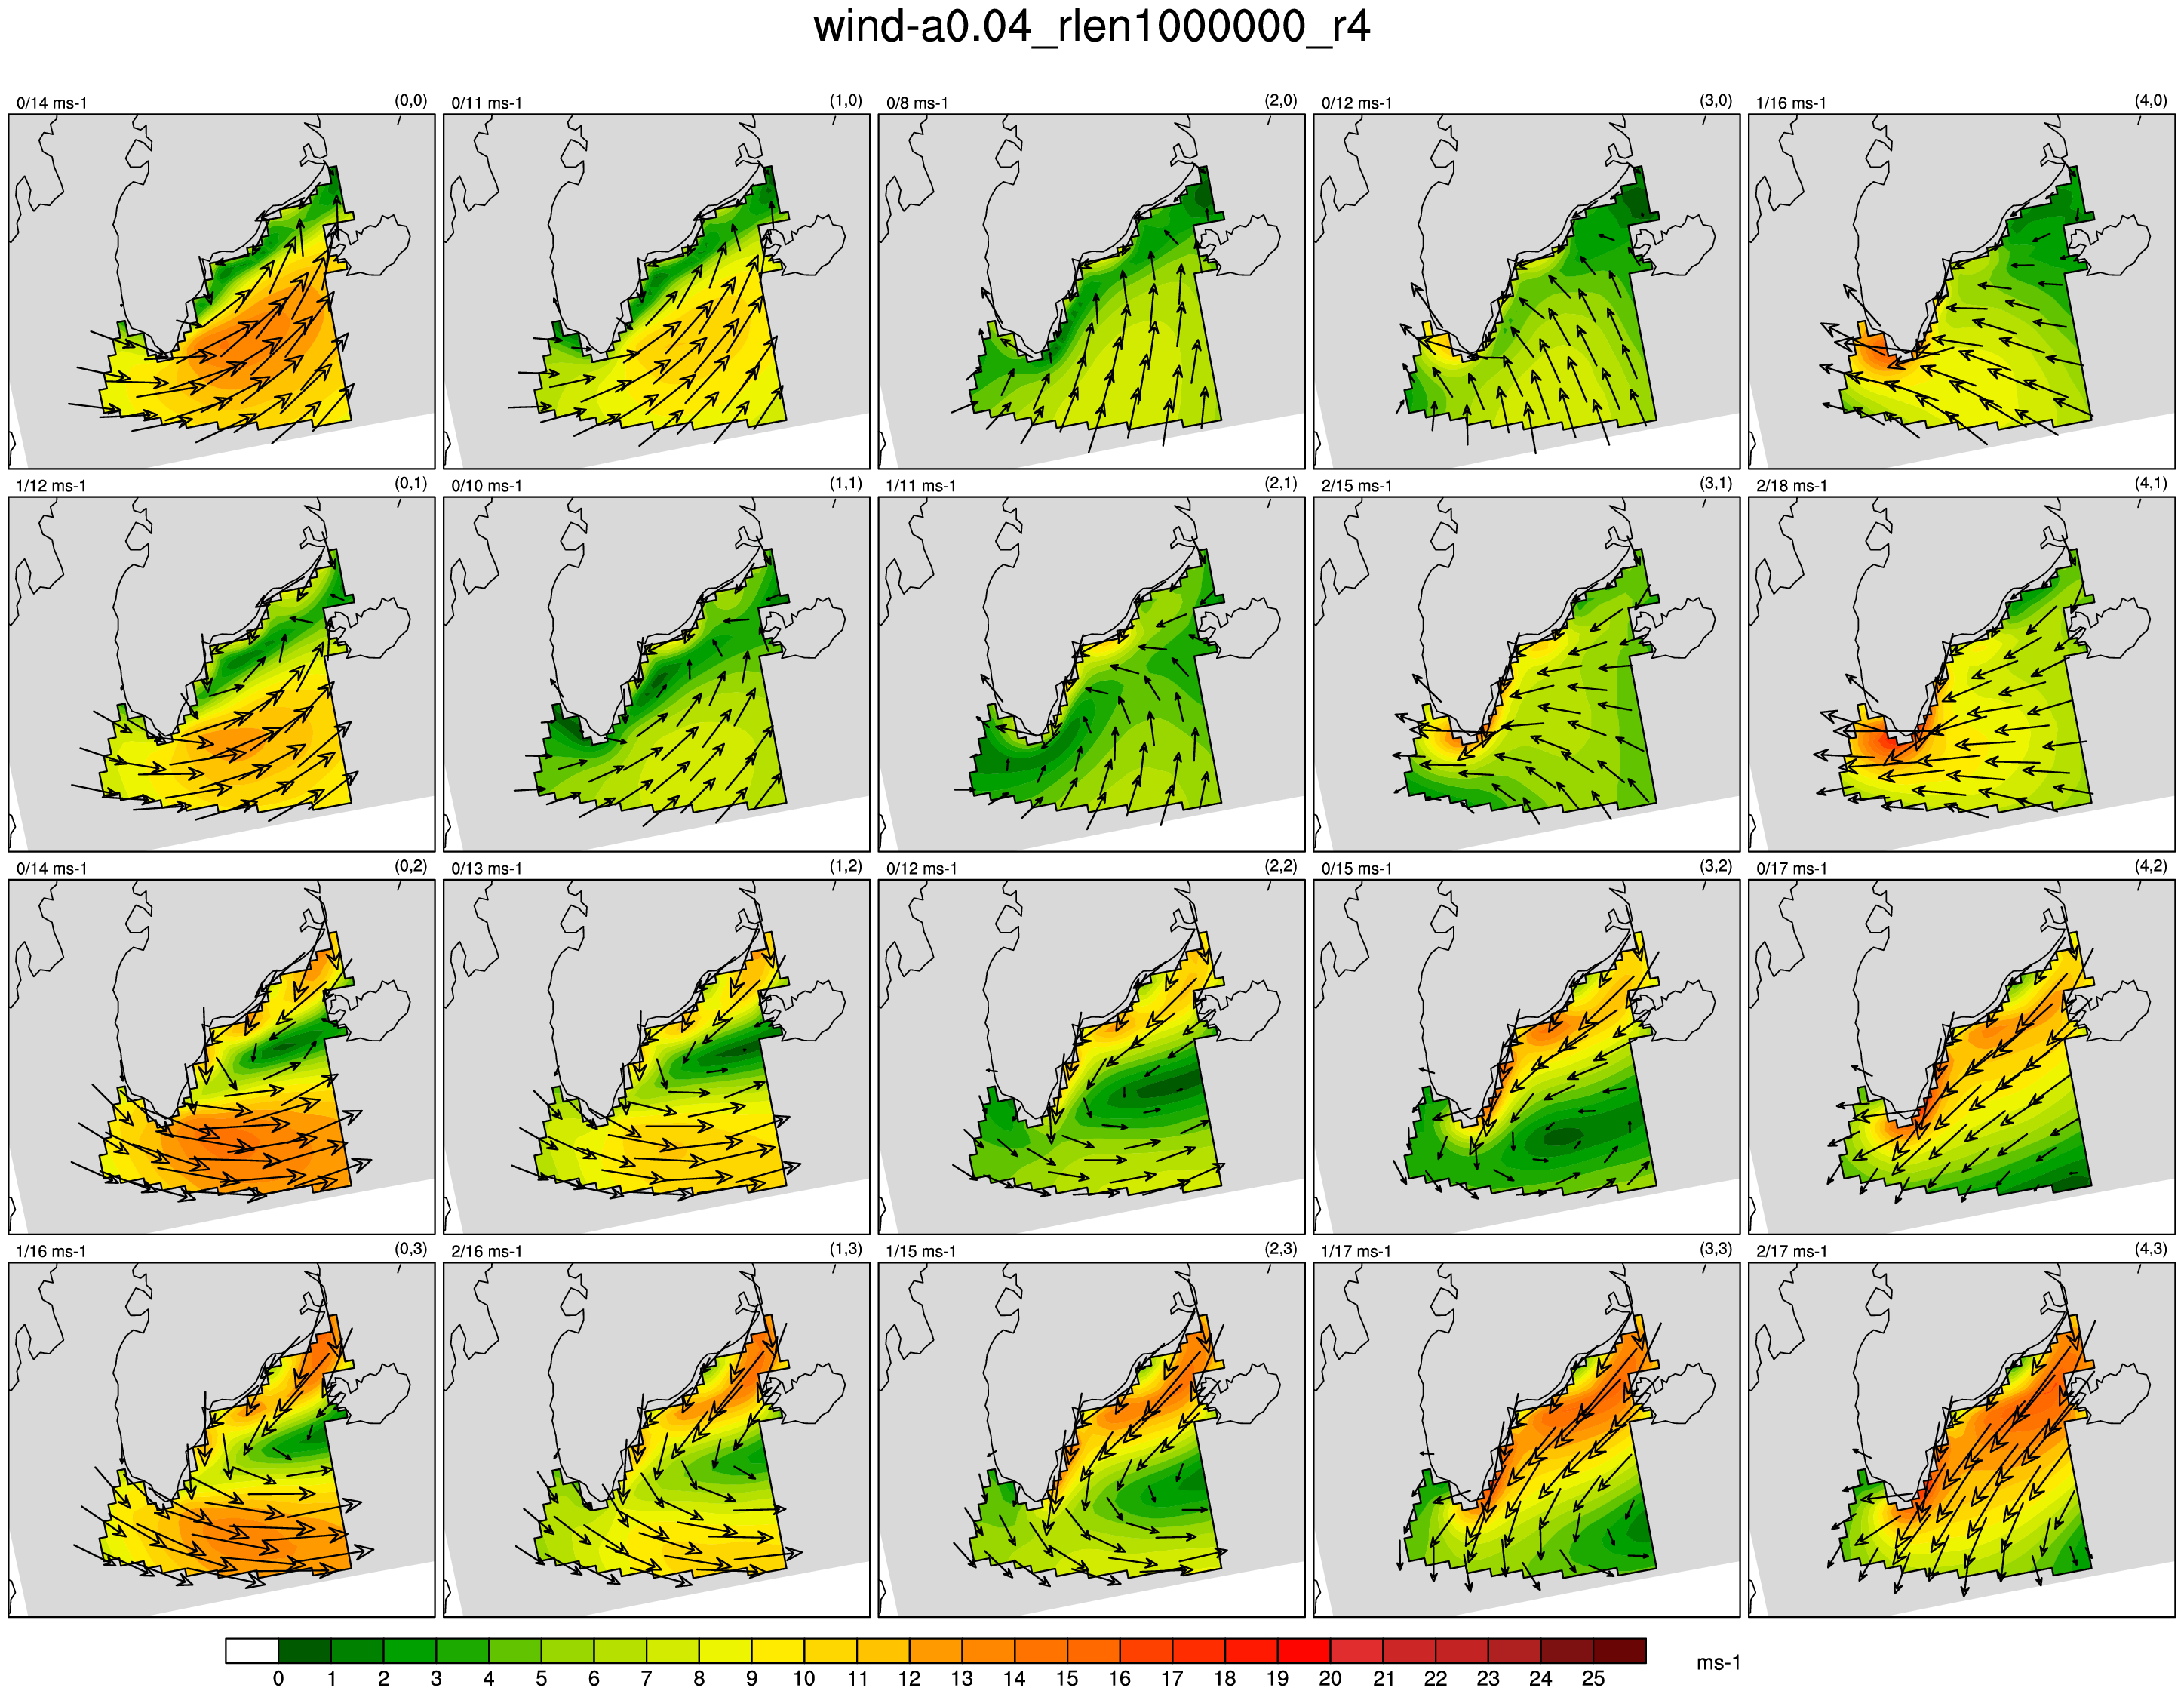 wind-a0.04_rlen1000000_r4
0/14 ms-1 (0,0) 0/11 ms-1 (1,0) 0/8 ms-1 (2,0) 0/12 ms-1 (3,0) 1/16 ms-1 (4,0)
1/12 ms-1 (0,1) 0/10 ms-1 (1,1) 1/11 ms-1 (2,1) 2/15 ms-1 (3,1) 2/18 ms-1 (4,1)
0/14 ms-1 (0,2) 0/13 ms-1 (1,2) 0/12 ms-1 (2,2) 0/15 ms-1 (3,2) 0/17 ms-1 (4,2)
1/16 ms-1 (0,3) 2/16 ms-1 (1,3) 1/15 ms-1 (2,3) 1/17 ms-1 (3,3) 2/17 ms-1 (4,3)
0 1 2 3 4 5 6 7 8 9 10 11 12 13 14 15 16 17 18 19 20 21 22 23 24 25 ms-1